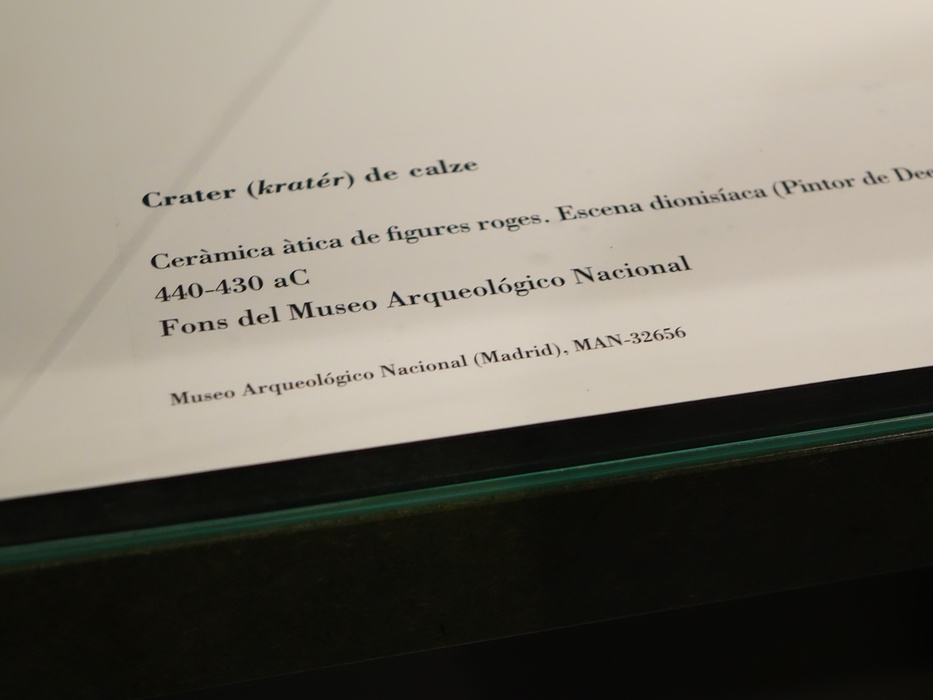 Crater (kratér) de calze
Ceràmica àtica de figures roges. Escena dionisíaca (Pintor de
440-430 aC
Fons del Museo Arqueológico Nacional
Museo Arqueológico Nacional (Madrid), MAN-32656